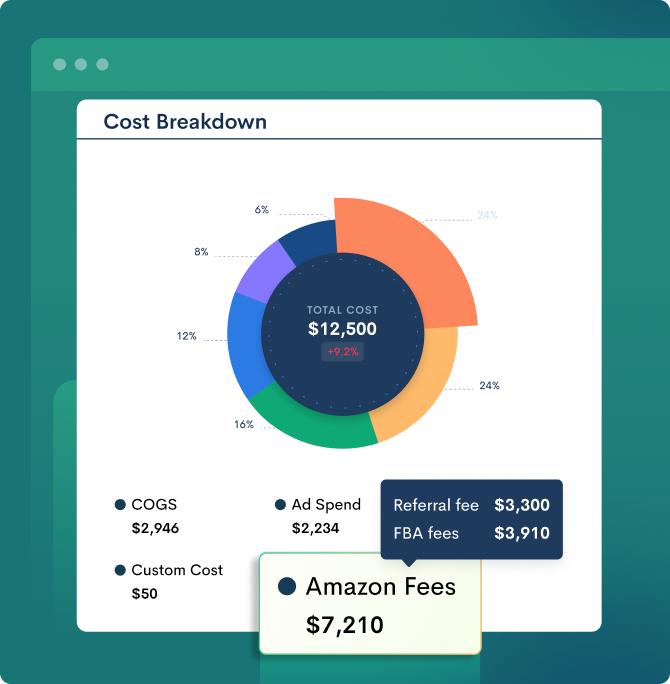 Cost Breakdown
6%
24%
8%
TOTAL COST
$12,500
+9.2%
12%
24%
16%
COGS
$2,946
Ad Spend
$2,234
Referral fee $3,300
FBA fees $3,910
Custom Cost
$50
Amazon Fees
$7,210